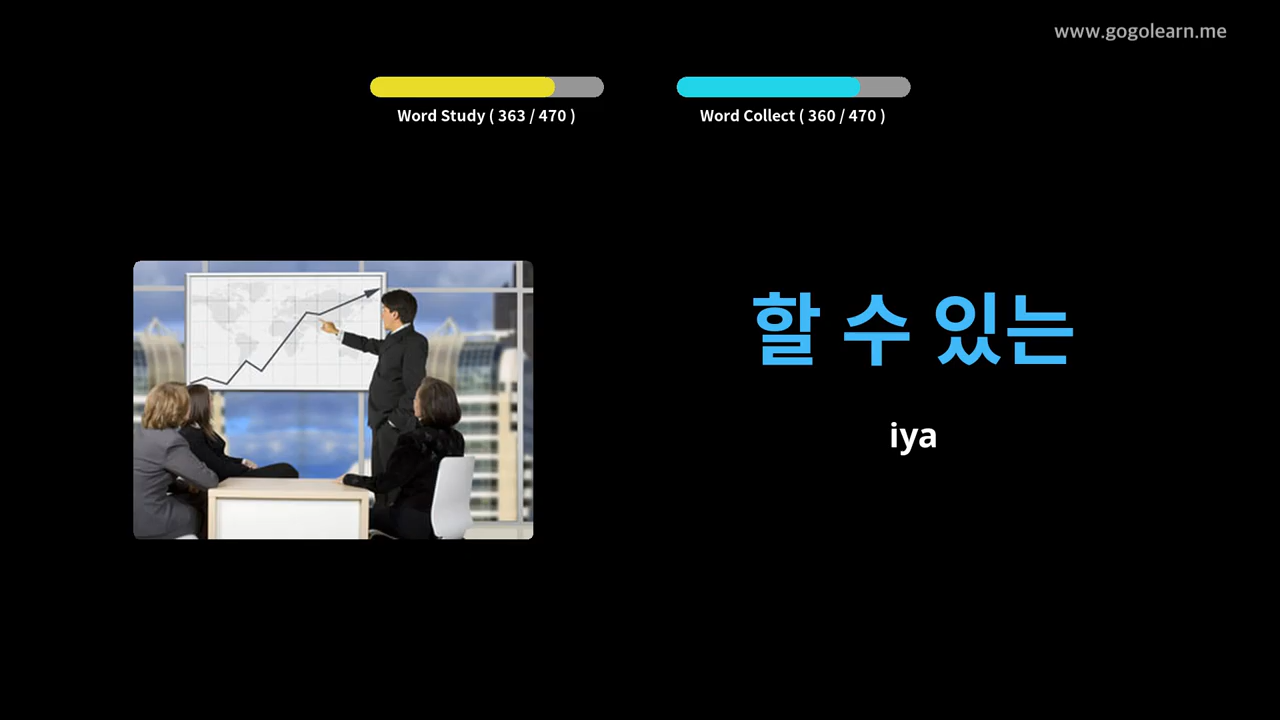 www.gogolearn.me
Word Study ( 363 / 470 )
Word Collect ( 360 / 470 )
할 수 있는
iya